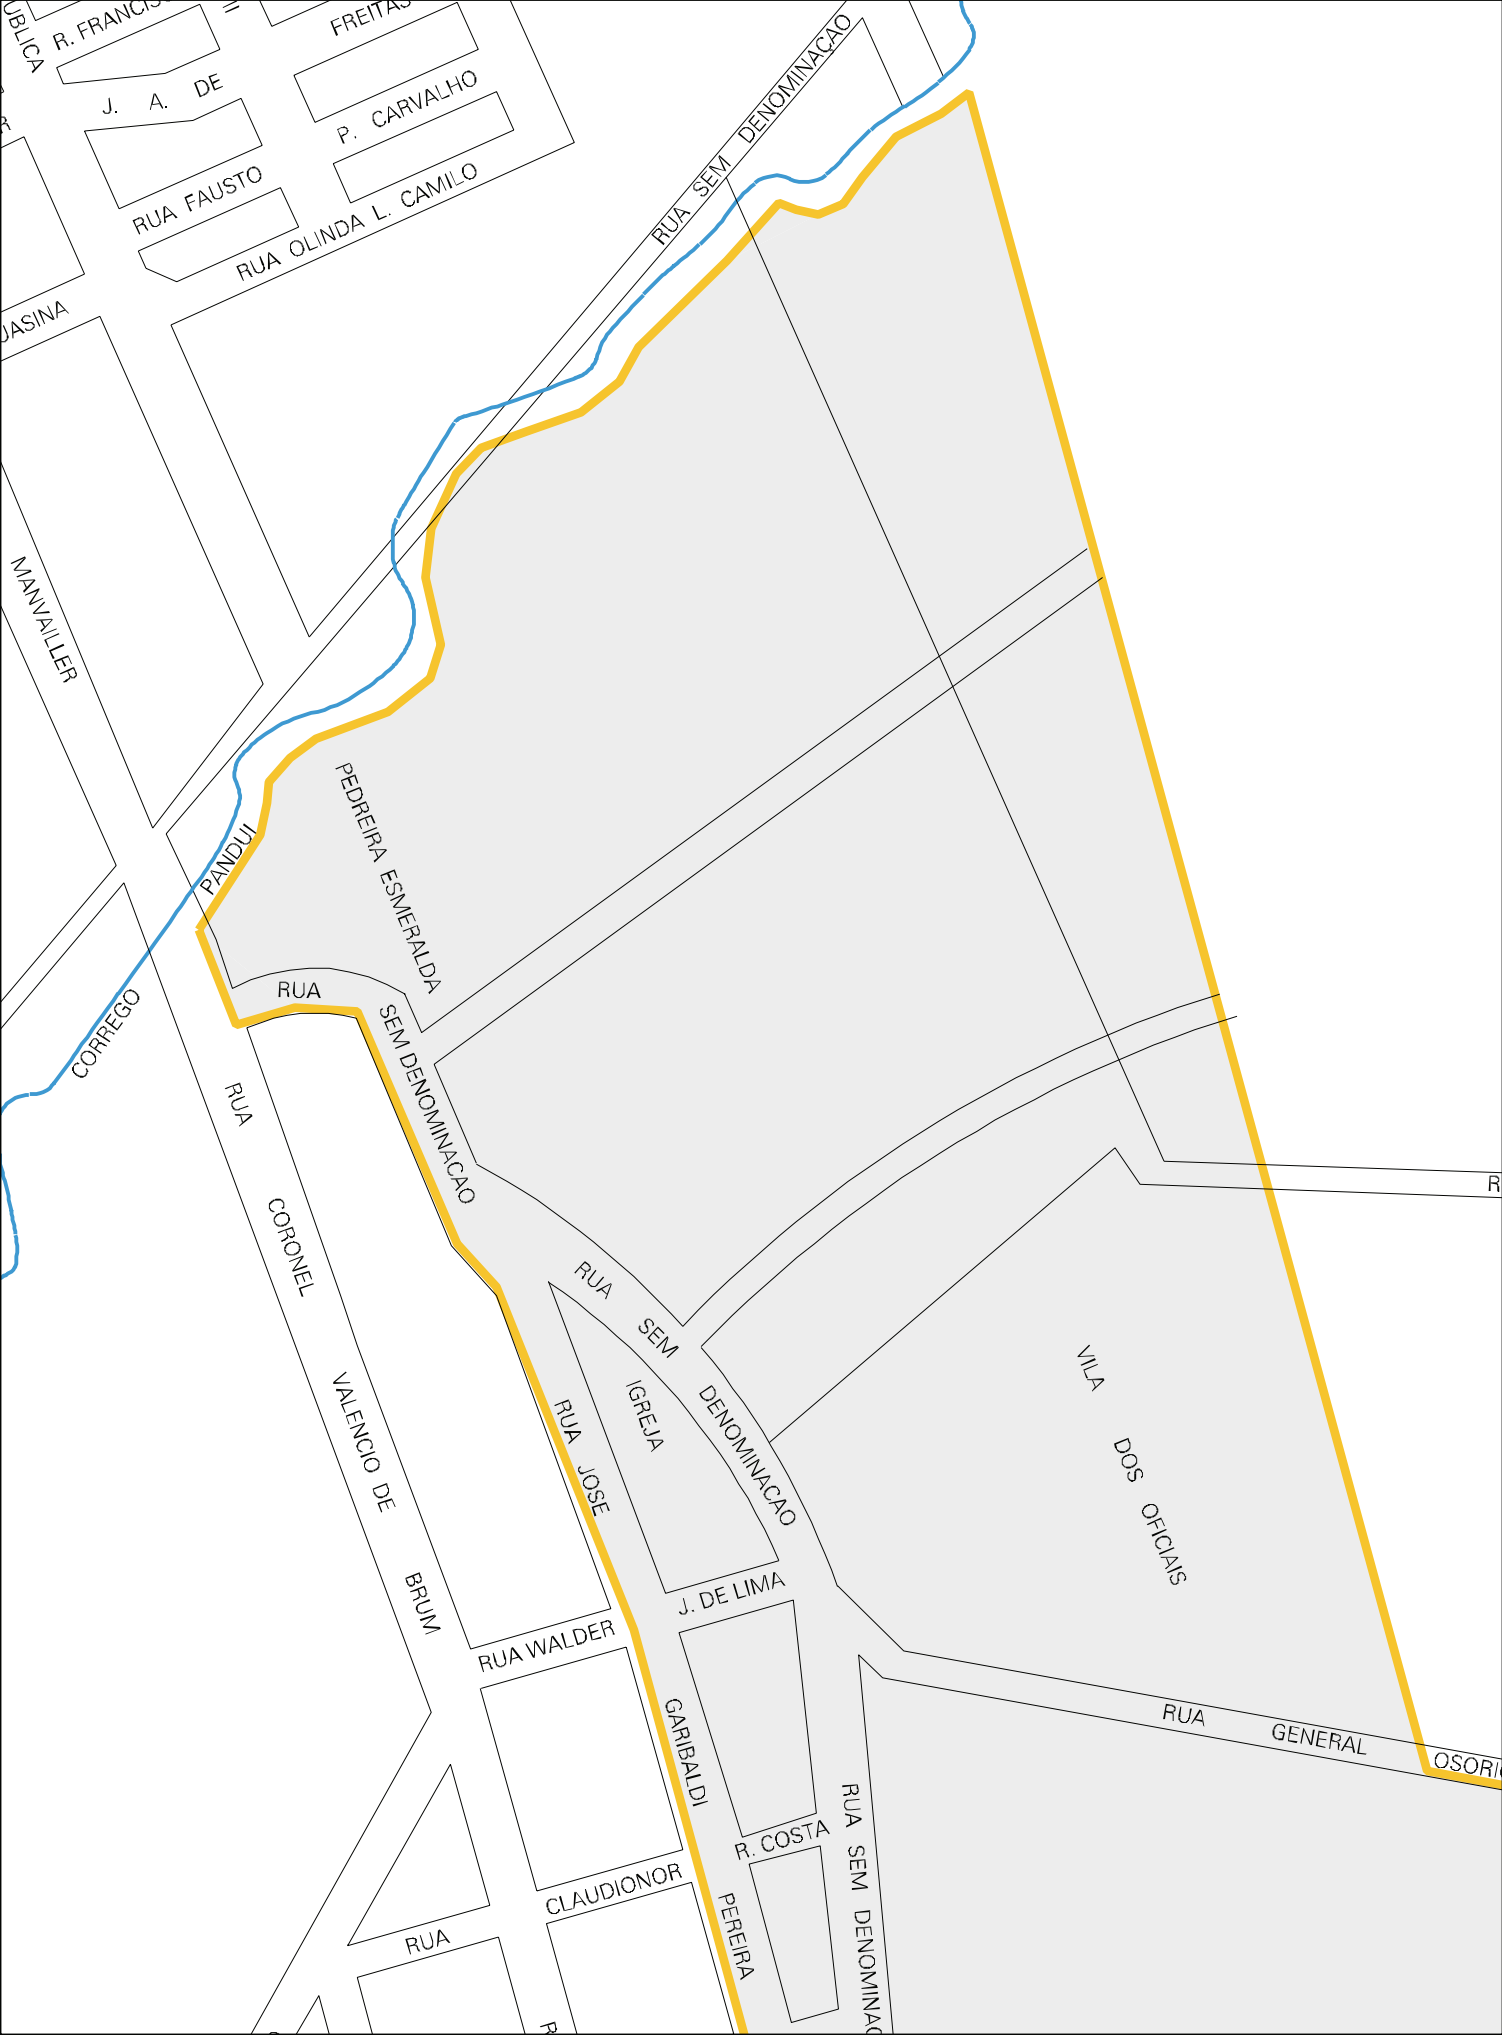 R. FRANCIS
FREITAS
J. A. DE
P. CARVALHO
RUA FAUSTO
RUA OLINDA L. CAMILO
RUA SEM DENOMINAÇAO
JASINA
MANVAILLER
PEDREIRA ESMERALDA
CORREGO PANDUI
RUA
SEM DENOMINACAO
RUA CORONEL VALENCIO DE BRUM
RUA SEM DENOMINACAO
IGREJA
RUA JOSE GARIBALDI PEREIRA
VILA DOS OFICIAIS
R
RUA WALDER J. DE LIMA
RUA GENERAL OSORIO
RUA CLAUDIONOR R. COSTA
RUA SEM DENOMINAC
R